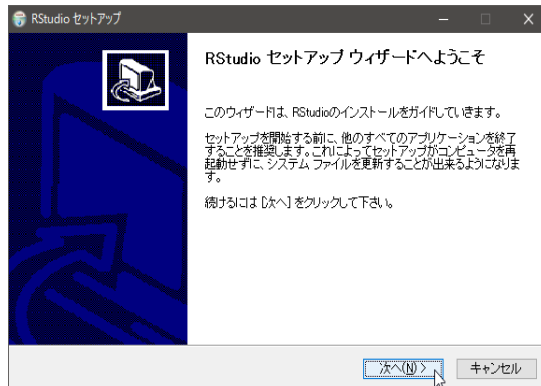 RStudio セットアップ
RStudio セットアップ ウィザードへようこそ
このウィザードは、RStudioのインストールをガイドしていきます。
セットアップを開始する前に、他のすべてのアプリケーションを終了
することを推奨します。これによってセットアップがコンピュータを再
起動せずに、システム ファイルを更新することが出来るようになりま
す。
続けるには [次へ] をクリックして下さい。
次へ(N) >
キャンセル